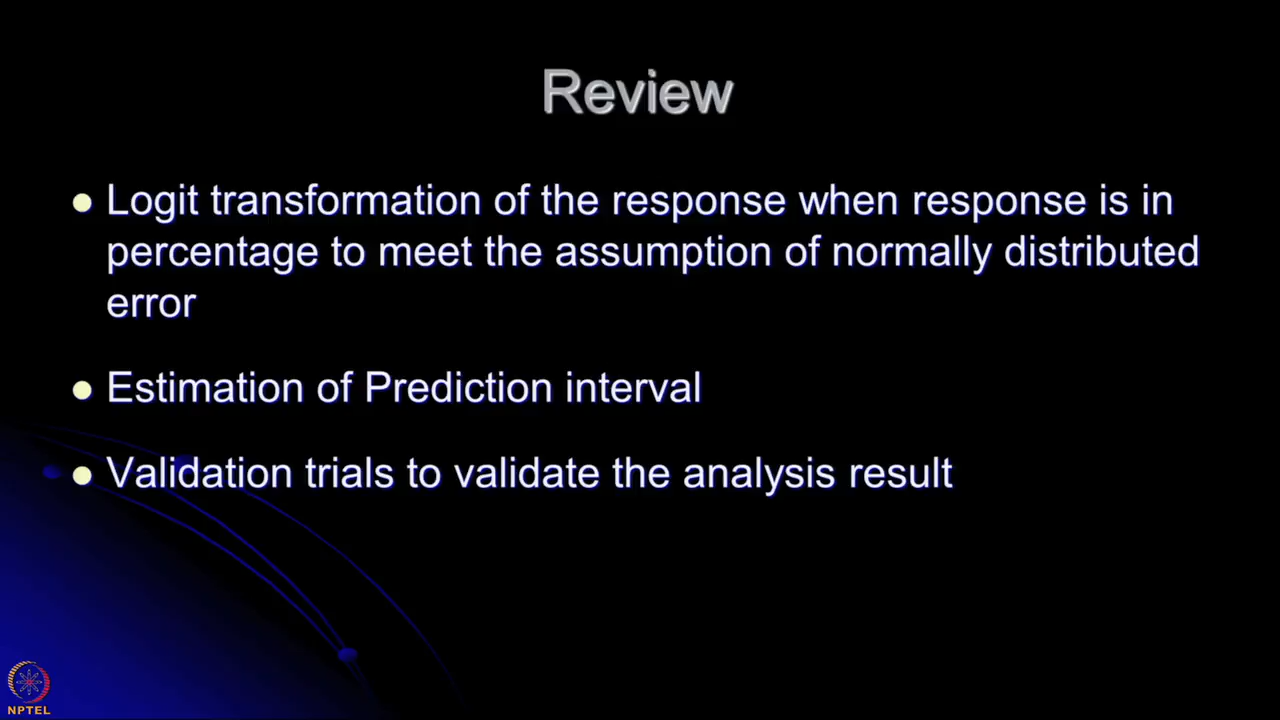 Review
Logit transformation of the response when response is in
percentage to meet the assumption of normally distributed
error
Estimation of Prediction interval
Validation trials to validate the analysis result
NPTEL